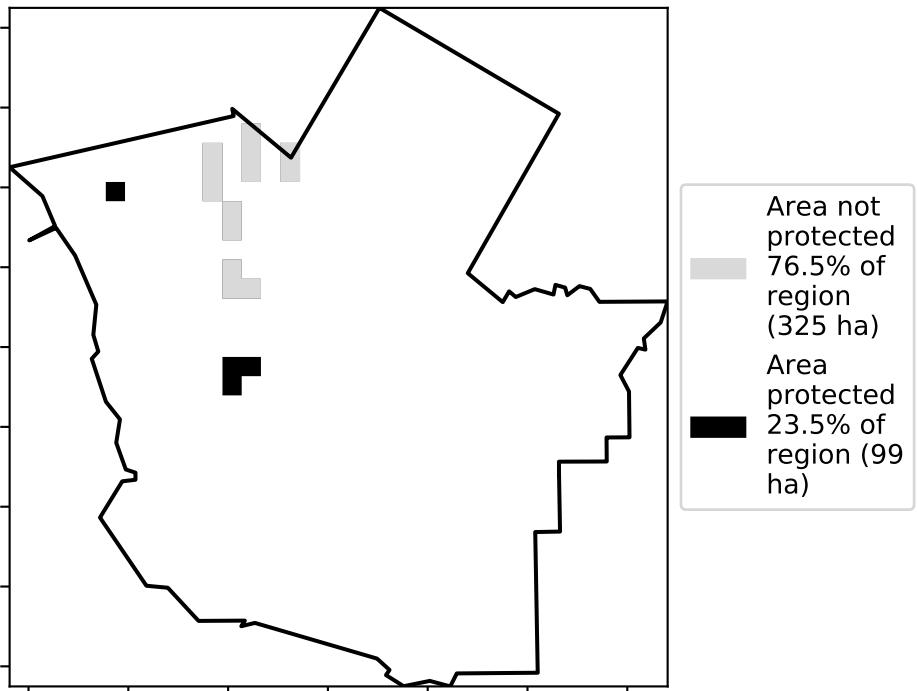 Area not
protected
76.5% of
region
(325 ha)
Area
protected
23.5% of
region (99
ha)